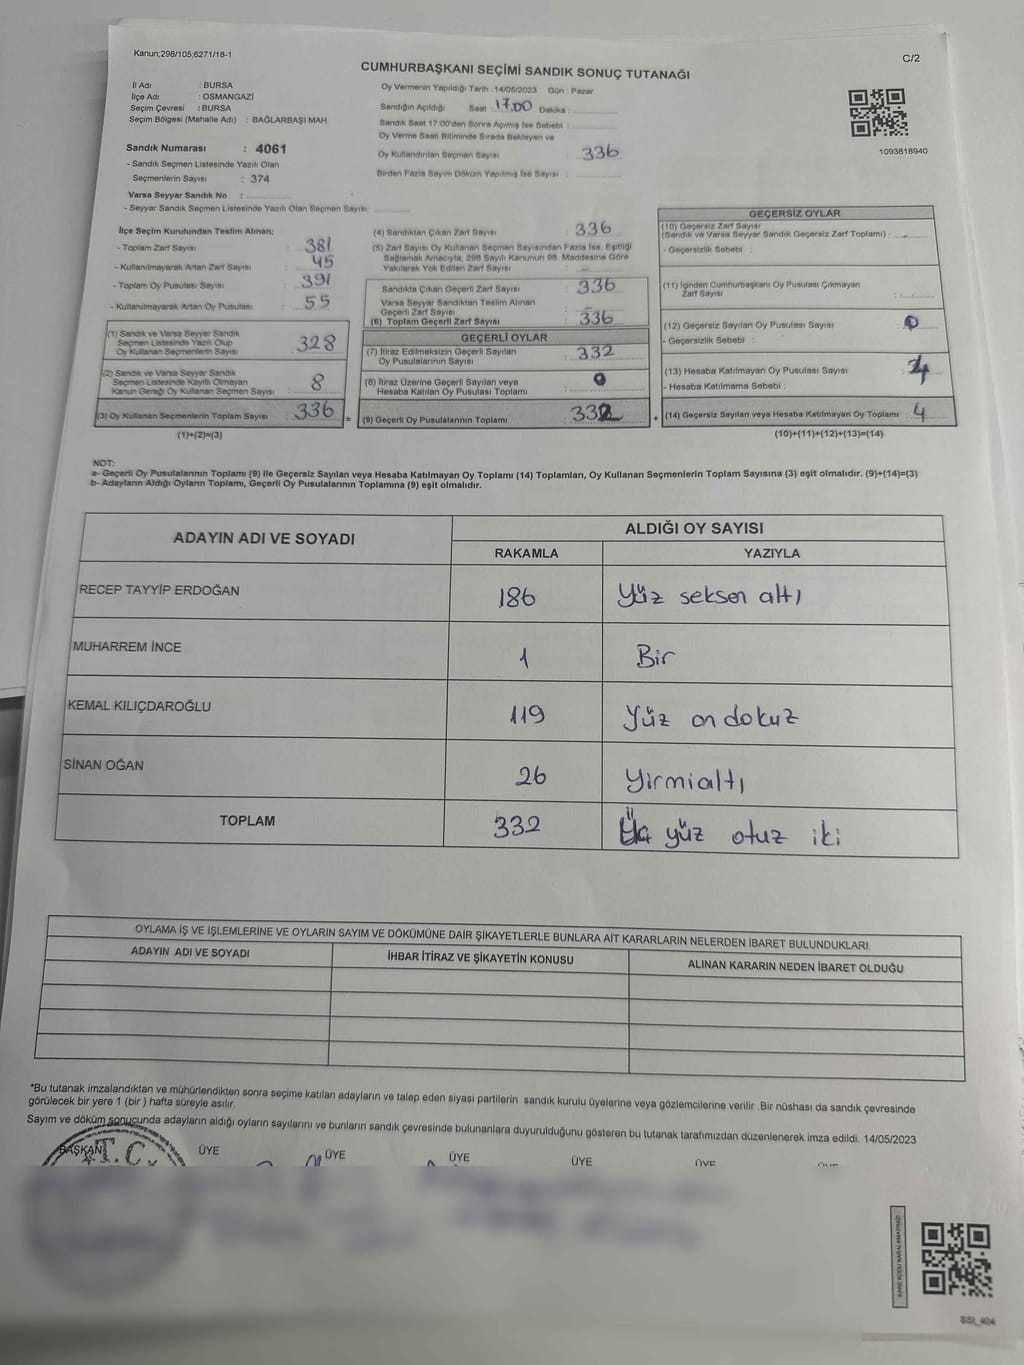 Kanun;298/105;6271/18-1
C/2
CUMHURBAŞKANI SEÇİMİ SANDIK SONUÇ TUTANAĞI
İl Adı : BURSA
İlçe Adı : OSMANGAZİ
Seçim Çevresi : BURSA
Seçim Bölgesi (Mahalle Adı) : BAĞLARBAŞI MAH.
Oy Vermenin Yapıldığı Tarih :14/05/2023 Gün : Pazar
Sandığın Açıldığı Saat : 17.00 Dakika :
Sandık Saat 17:00'den Sonra Açmış İse Sebebi :
Oy Verme Saati Bitiminde Sırada Bekleyen ve
Oy Kullandırılan Seçmen Sayısı : 336
Birden Fazla Sayım Döküm Yapılmış İse Sayısı :
1093818940
Sandık Numarası : 4061
- Sandık Seçmen Listesinde Yazılı Olan
Seçmenlerin Sayısı : 374
Varsa Seyyar Sandık No :
- Seyyar Sandık Seçmen Listesinde Yazılı Olan Seçmen Sayısı:
İlçe Seçim Kurulundan Teslim Alınan;
- Toplam Zarf Sayısı : 381
- Kullanılmayarak Artan Zarf Sayısı : 45
- Toplam Oy Pusulası Sayısı : 391
- Kullanılmayarak Artan Oy Pusulası : 55
(1) Sandık ve Varsa Seyyar Sandık
Seçmen Listesinde Yazılı Olup
Oy Kullanan Seçmenlerin Sayısı : 328
(2) Sandık ve Varsa Seyyar Sandık
Seçmen Listesinde Kayıtlı Olmayan
Kanun Gereği Oy Kullanan Seçmen Sayısı : 8
(3) Oy Kullanan Seçmenlerin Toplam Sayısı : 336
(1)+(2)=(3)
(4) Sandıktan Çıkan Zarf Sayısı : 336
(5) Zarf Sayısı Oy Kullanan Seçmen Sayısından Fazla İse, Eşitliği
Sağlamak Amacıyla; 298 Sayılı Kanunun 98. Maddesine Göre
Yakılarak Yok Edilen Zarf Sayısı :
Sandıkta Çıkan Geçerli Zarf Sayısı : 336
Varsa Seyyar Sandıktan Teslim Alınan
Geçerli Zarf Sayısı :
(6) Toplam Geçerli Zarf Sayısı : 336
GEÇERLİ OYLAR
(7) İtiraz Edilmeksizin Geçerli Sayılan
Oy Pusulalarının Sayısı : 332
(8) İtiraz Üzerine Geçerli Sayılan veya
Hesaba Katılan Oy Pusulası Toplamı : 0
(9) Geçerli Oy Pusulalarının Toplamı : 332
GEÇERSİZ OYLAR
(10) Geçersiz Zarf Sayısı
(Sandık ve Varsa Seyyar Sandık Geçersiz Zarf Toplamı) :
- Geçersizlik Sebebi :
(11) İçinden Cumhurbaşkanı Oy Pusulası Çıkmayan
Zarf Sayısı :
(12) Geçersiz Sayılan Oy Pusulası Sayısı : 0
- Geçersizlik Sebebi :
(13) Hesaba Katılmayan Oy Pusulası Sayısı : 4
- Hesaba Katılmama Sebebi :
(14) Geçersiz Sayılan veya Hesaba Katılmayan Oy Toplamı : 4
(10)+(11)+(12)+(13)=(14)
NOT:
a- Geçerli Oy Pusulalarının Toplamı (9) ile Geçersiz Sayılan veya Hesaba Katılmayan Oy Toplamı (14) Toplamları, Oy Kullanan Seçmenlerin Toplam Sayısına (3) eşit olmalıdır. (9)+(14)=(3)
b- Adayların Aldığı Oyların Toplamı, Geçerli Oy Pusulalarının Toplamına (9) eşit olmalıdır.
ADAYIN ADI VE SOYADI
ALDIĞI OY SAYISI
RAKAMLA YAZIYLA
RECEP TAYYİP ERDOĞAN 186 Yüz seksen altı
MUHARREM İNCE 1 Bir
KEMAL KILIÇDAROĞLU 119 Yüz on dokuz
SİNAN OĞAN 26 Yirmialtı
TOPLAM 332 Üç yüz otuz iki
OYLAMA İŞ VE İŞLEMLERİNE VE OYLARIN SAYIM VE DÖKÜMÜNE DAİR ŞİKAYETLERLE BUNLARA AİT KARARLARIN NELERDEN İBARET BULUNDUKLARI
ADAYIN ADI VE SOYADI İHBAR İTİRAZ VE ŞİKAYETİN KONUSU ALINAN KARARIN NEDEN İBARET OLDUĞU
*Bu tutanak imzalandıktan ve mühürlendikten sonra seçime katılan adayların ve talep eden siyasi partilerin sandık kurulu üyelerine veya gözlemcilerine verilir .Bir nüshası da sandık çevresinde
görülecek bir yere 1 (bir ) hafta süreyle asılır.
Sayım ve döküm sonucunda adayların aldığı oyların sayılarını ve bunların sandık çevresinde bulunanlara duyurulduğunu gösteren bu tutanak tarafımızdan düzenlenerek imza edildi. 14/05/2023
BAŞKAN ÜYE ÜYE ÜYE ÜYE ÜYE
T.C.
KARE KODU KARALAMAYINIZ!
SSI_404